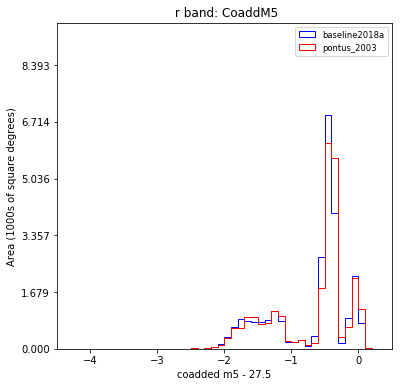 r band: CoaddM5
baseline2018a
pontus_2003
Area (1000s of square degrees)
8.393
6.714
5.036
3.357
1.679
0.000
−4
−3
−2
−1
0
coadded m5 - 27.5